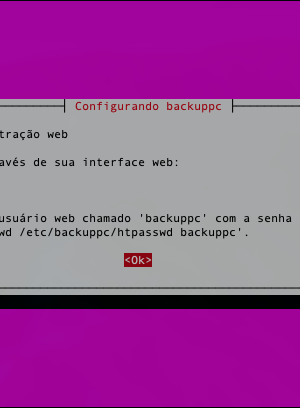 Configurando backuppc
tração web
avés de sua interface web:
usuário web chamado 'backuppc' com a senha
wd /etc/backuppc/htpasswd backuppc'.
<Ok>